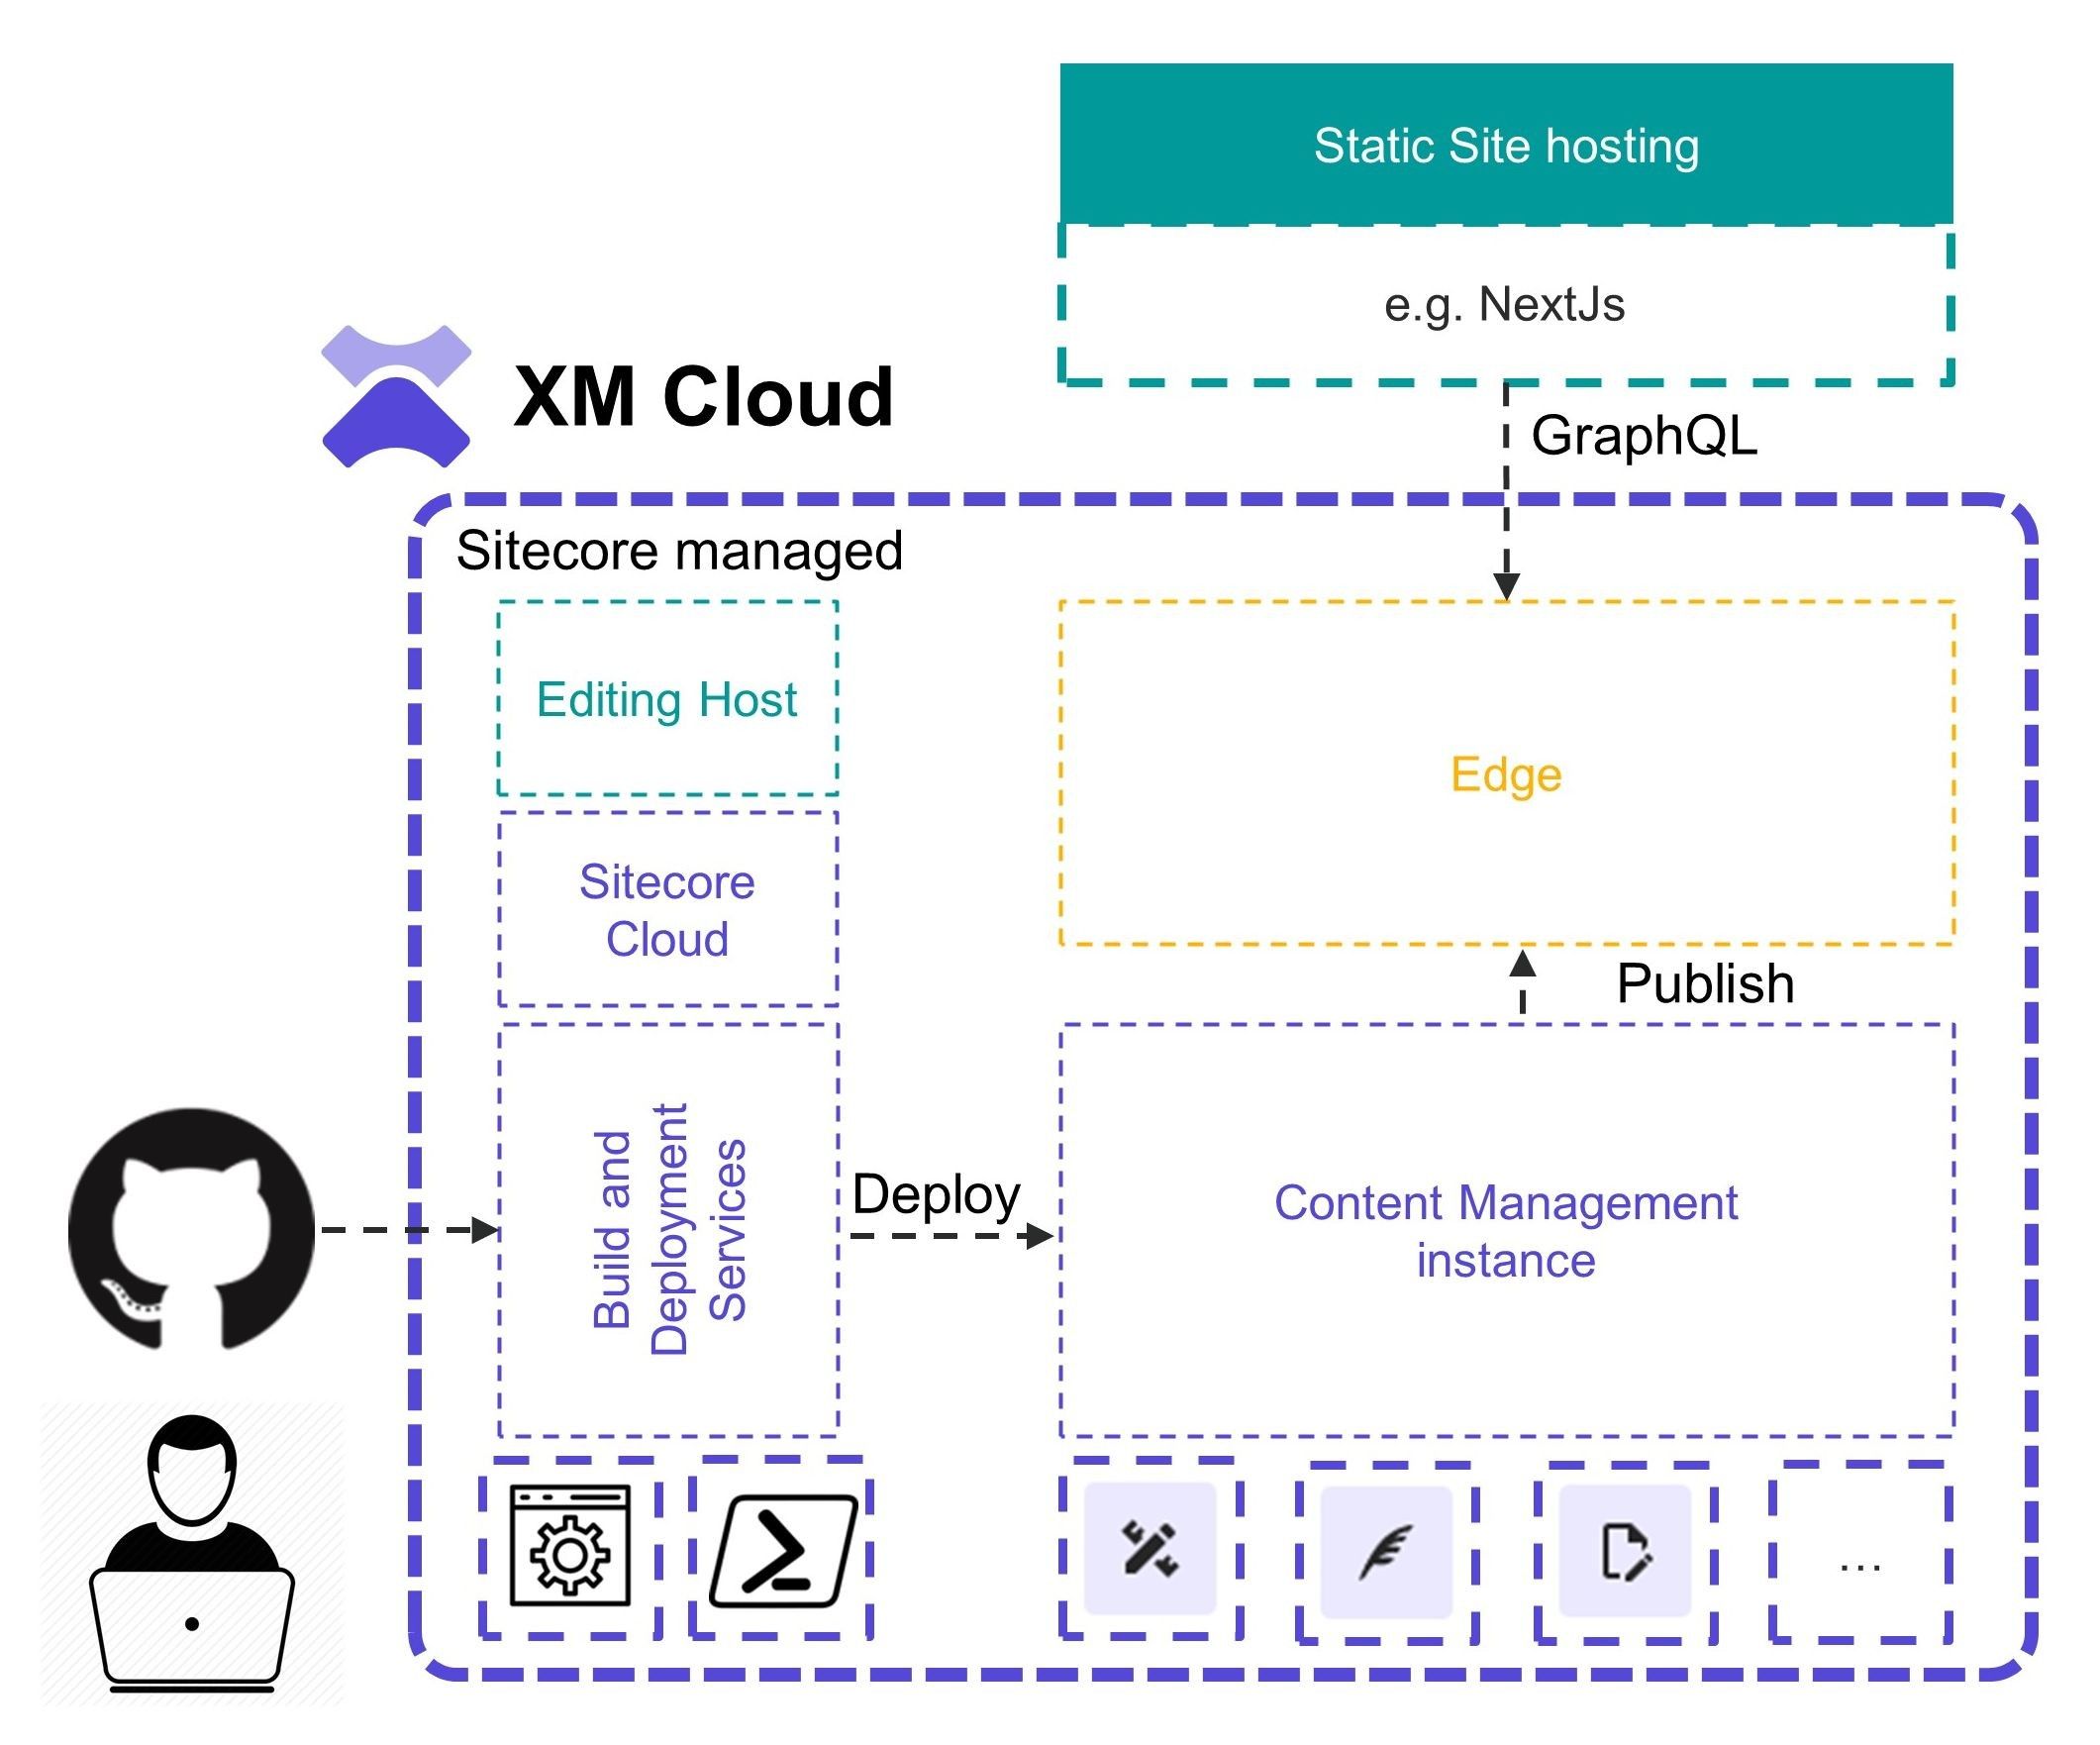 Static Site hosting
e.g. NextJs
XM Cloud
GraphQL
Sitecore managed
Editing Host
Edge
Sitecore
Cloud
Publish
Build and
Deployment
Services
Deploy
Content Management
instance
...